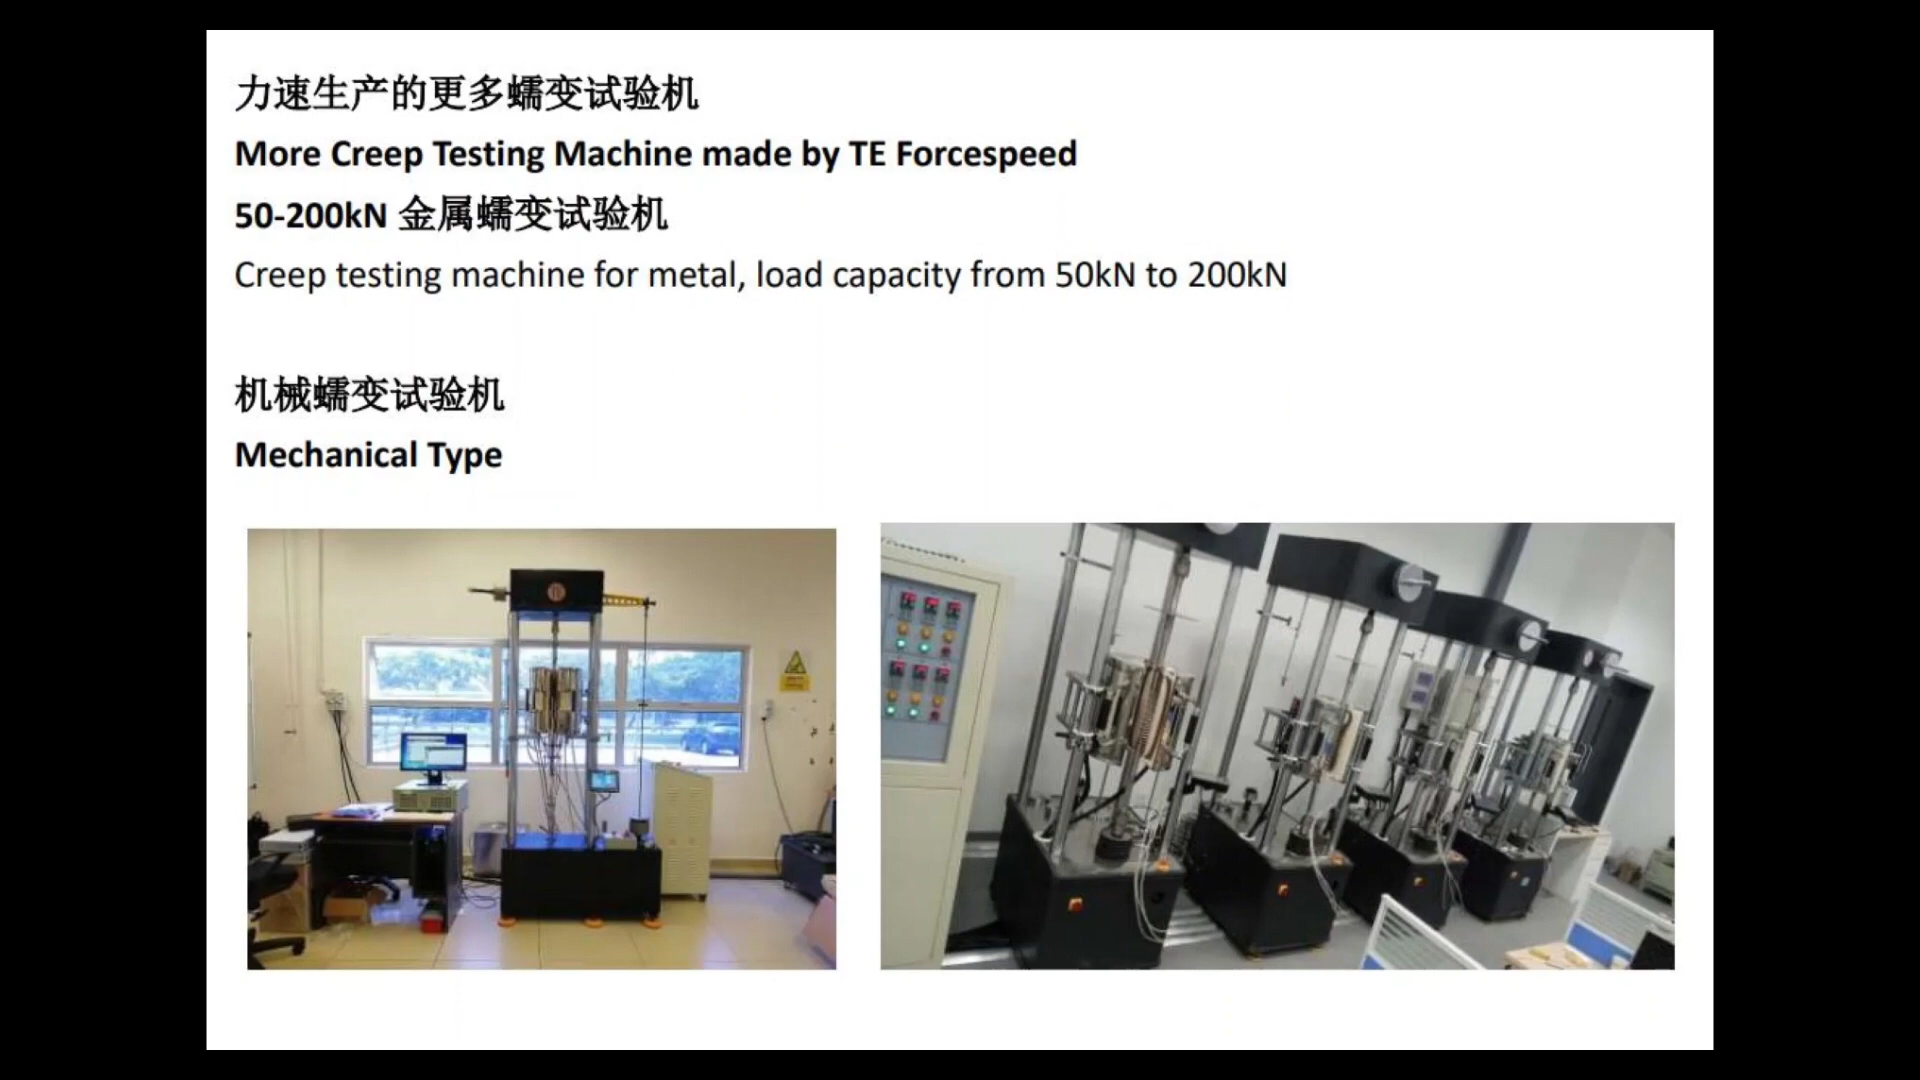 力速生产的更多蠕变试验机
More Creep Testing Machine made by TE Forcespeed
50-200kN 金属蠕变试验机
Creep testing machine for metal, load capacity from 50kN to 200kN
机械蠕变试验机
Mechanical Type